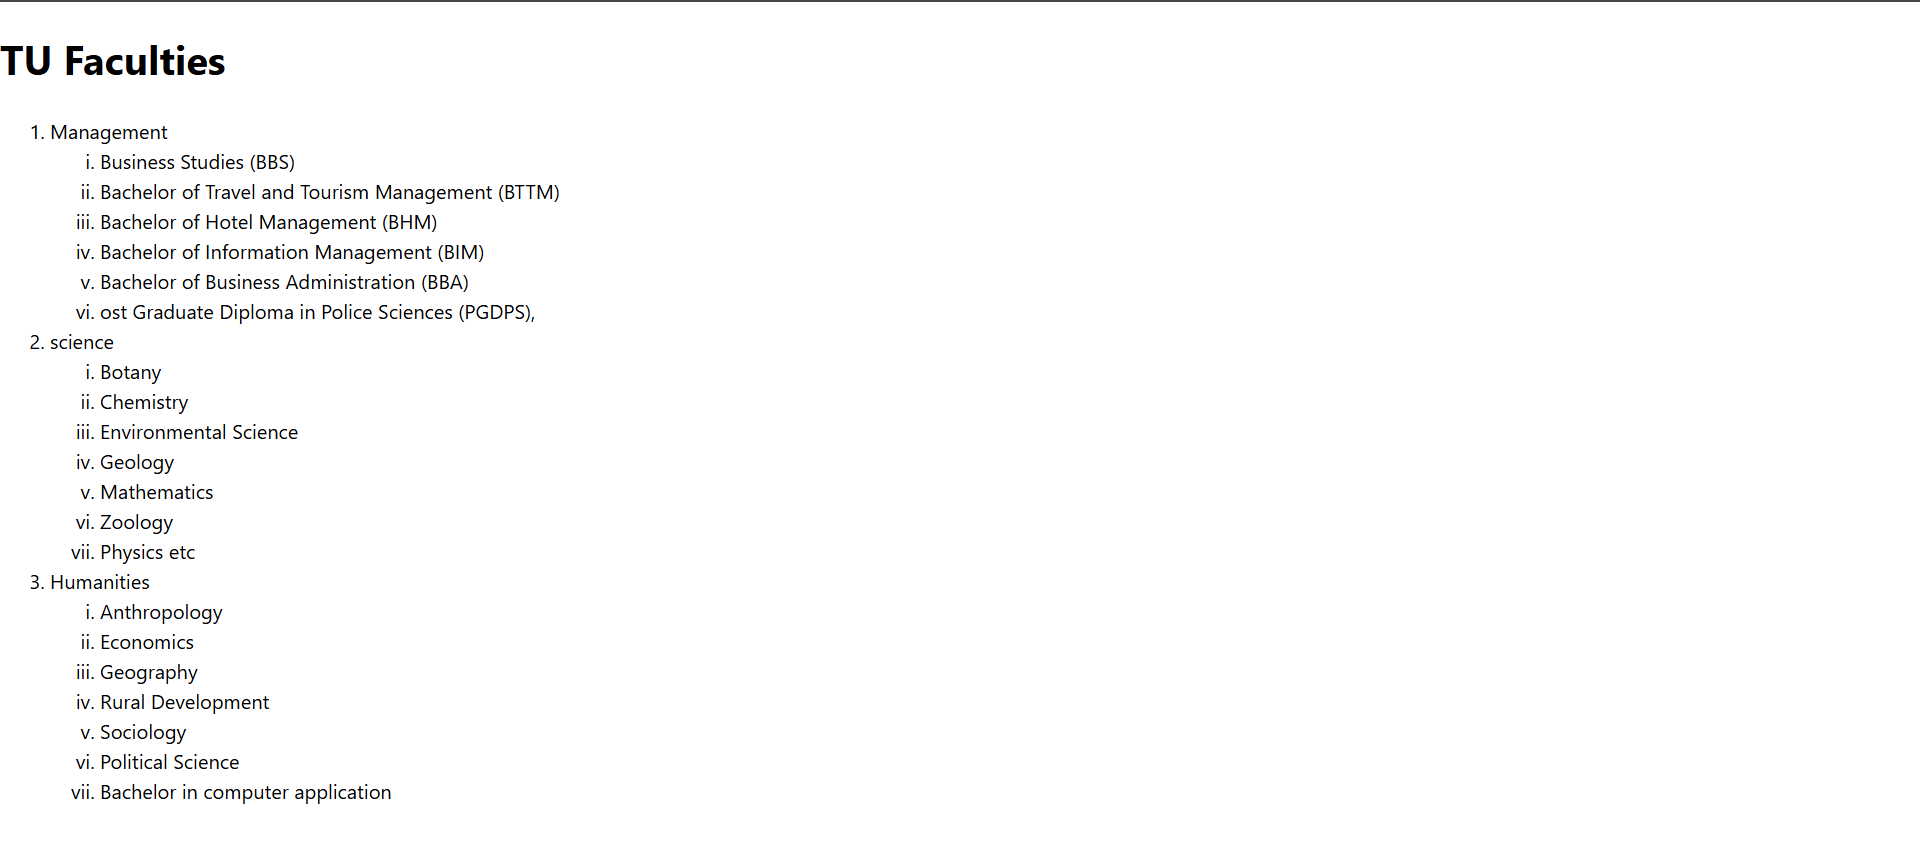 TU Faculties
1. Management
i. Business Studies (BBS)
ii. Bachelor of Travel and Tourism Management (BTTM)
iii. Bachelor of Hotel Management (BHM)
iv. Bachelor of Information Management (BIM)
v. Bachelor of Business Administration (BBA)
vi. ost Graduate Diploma in Police Sciences (PGDPS),
2. science
i. Botany
ii. Chemistry
iii. Environmental Science
iv. Geology
v. Mathematics
vi. Zoology
vii. Physics etc
3. Humanities
i. Anthropology
ii. Economics
iii. Geography
iv. Rural Development
v. Sociology
vi. Political Science
vii. Bachelor in computer application